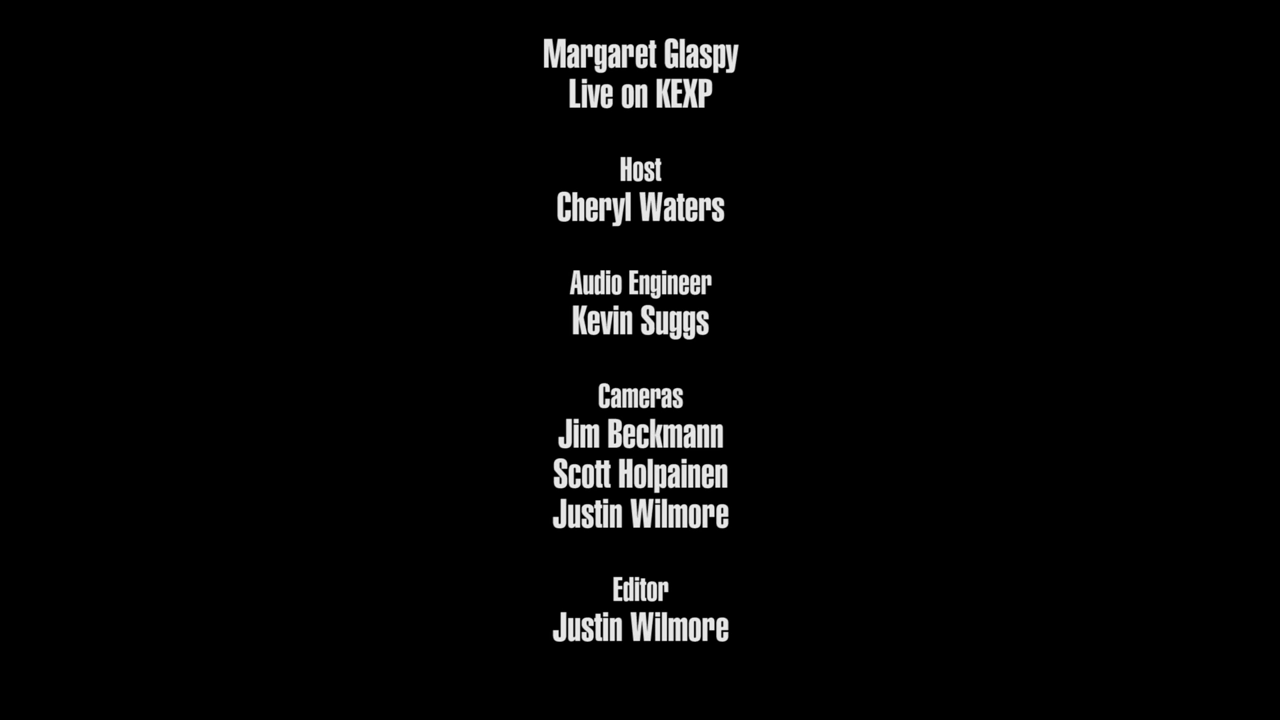 Margaret Glaspy
Live on KEXP
Host
Cheryl Waters
Audio Engineer
Kevin Suggs
Cameras
Jim Beckmann
Scott Holpainen
Justin Wilmore
Editor
Justin Wilmore